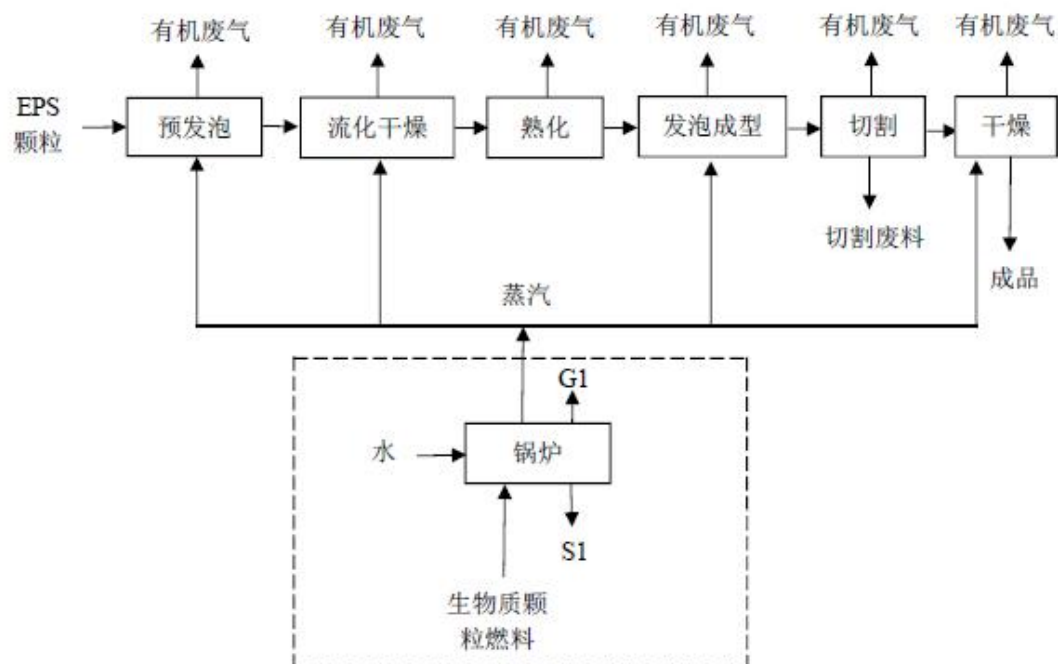 有机废气
有机废气
有机废气
有机废气
有机废气
有机废气
EPS
颗粒
预发泡
流化干燥
熟化
发泡成型
切割
干燥
切割废料
成品
蒸汽
G1
水
锅炉
S1
生物质颗
粒燃料